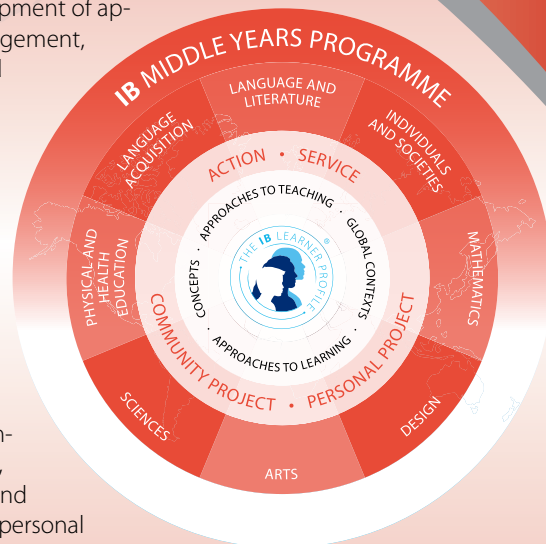 pment of ap-
gement,
IB MIDDLE YEARS PROGRAMME
LANGUAGE AND
LITERATURE
INDIVIDUALS
AND SOCIETIES
MATHEMATICS
DESIGN
ARTS
SCIENCES
PHYSICAL AND
HEALTH
EDUCATION
LANGUAGE
ACQUISITION
ACTION • SERVICE
PERSONAL PROJECT
COMMUNITY PROJECT
APPROACHES TO TEACHING
GLOBAL CONTEXTS
APPROACHES TO LEARNING
CONCEPTS
THE IB LEARNER PROFILE
®
n-
nd
personal